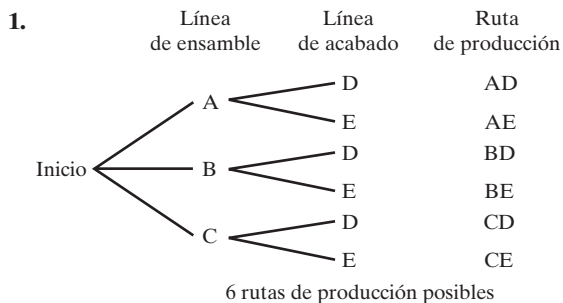 1.
Línea de ensamble
Línea de acabado
Ruta de producción
Inicio
A
D
AD
E
AE
B
D
BD
E
BE
C
D
CD
E
CE
6 rutas de producción posibles